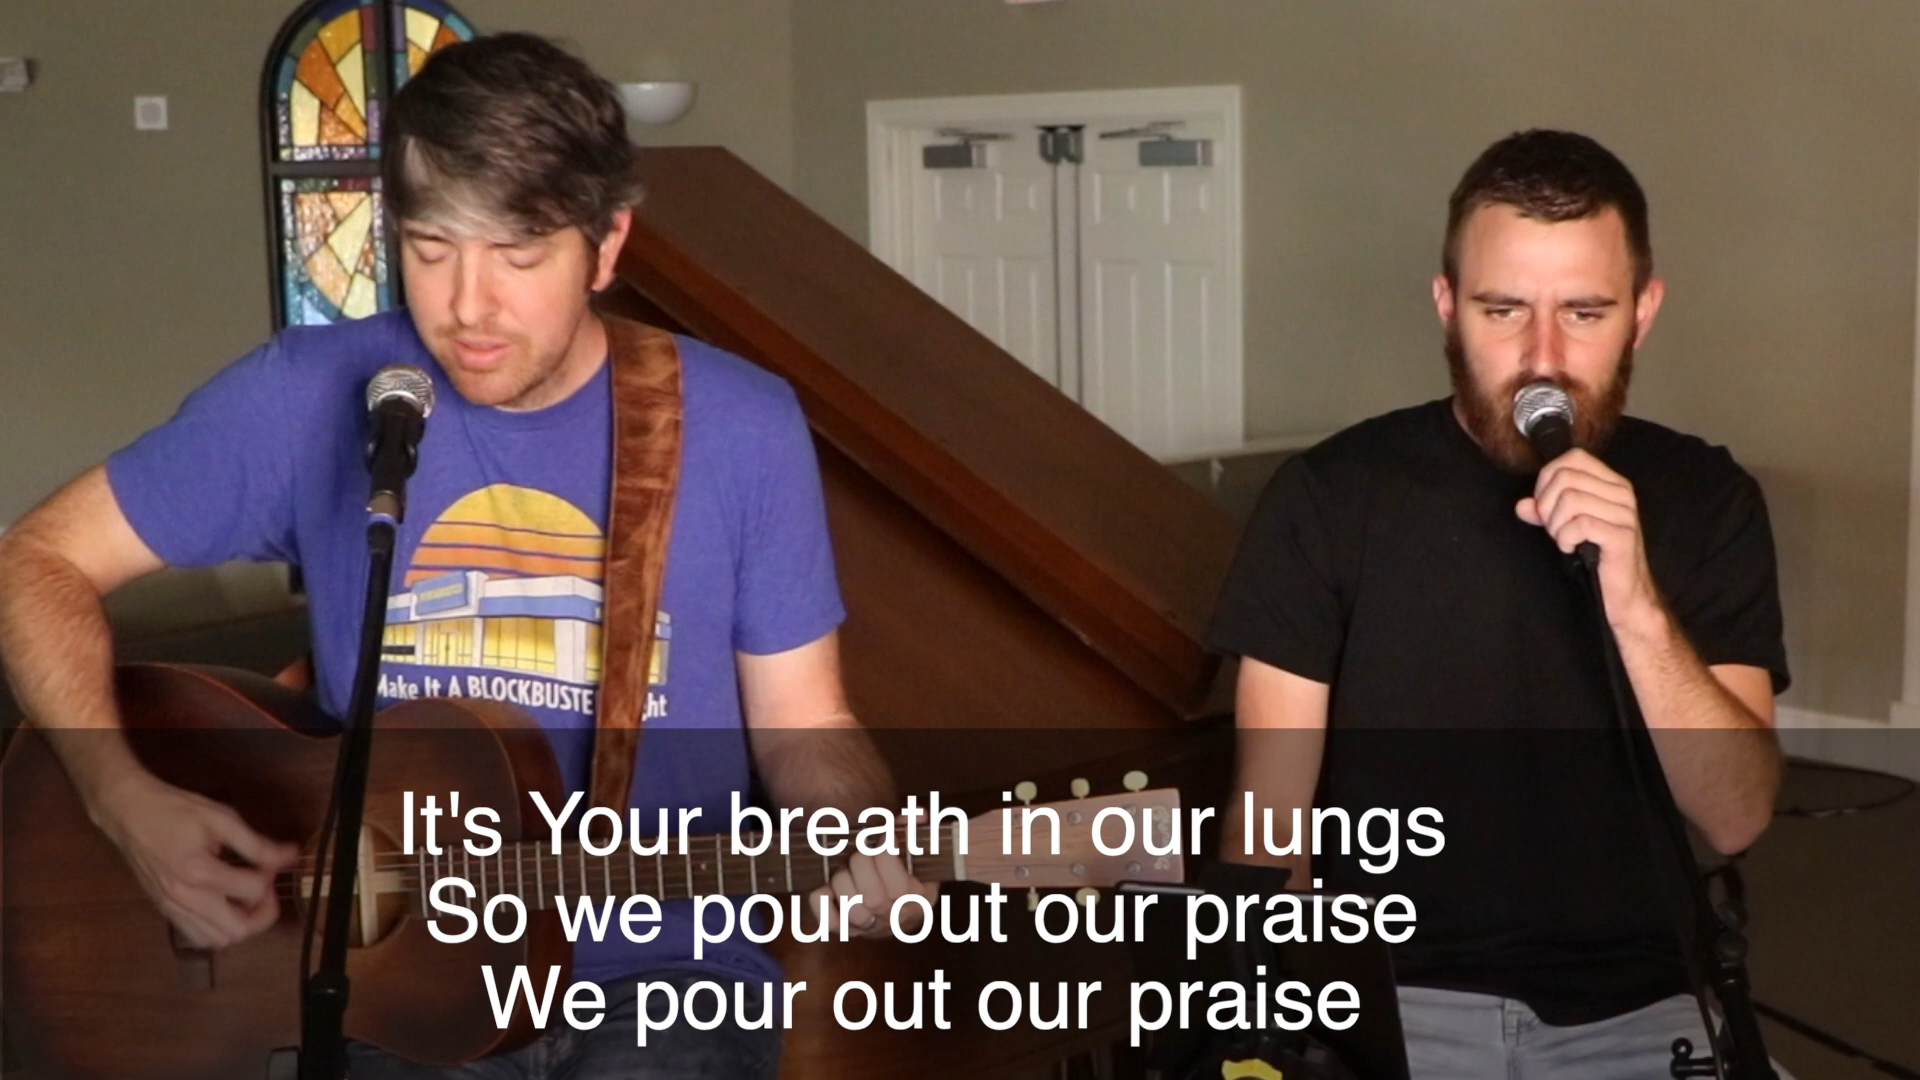 Make It A BLOCKBUSTE ght
It's Your breath in our lungs
So we pour out our praise
We pour out our praise